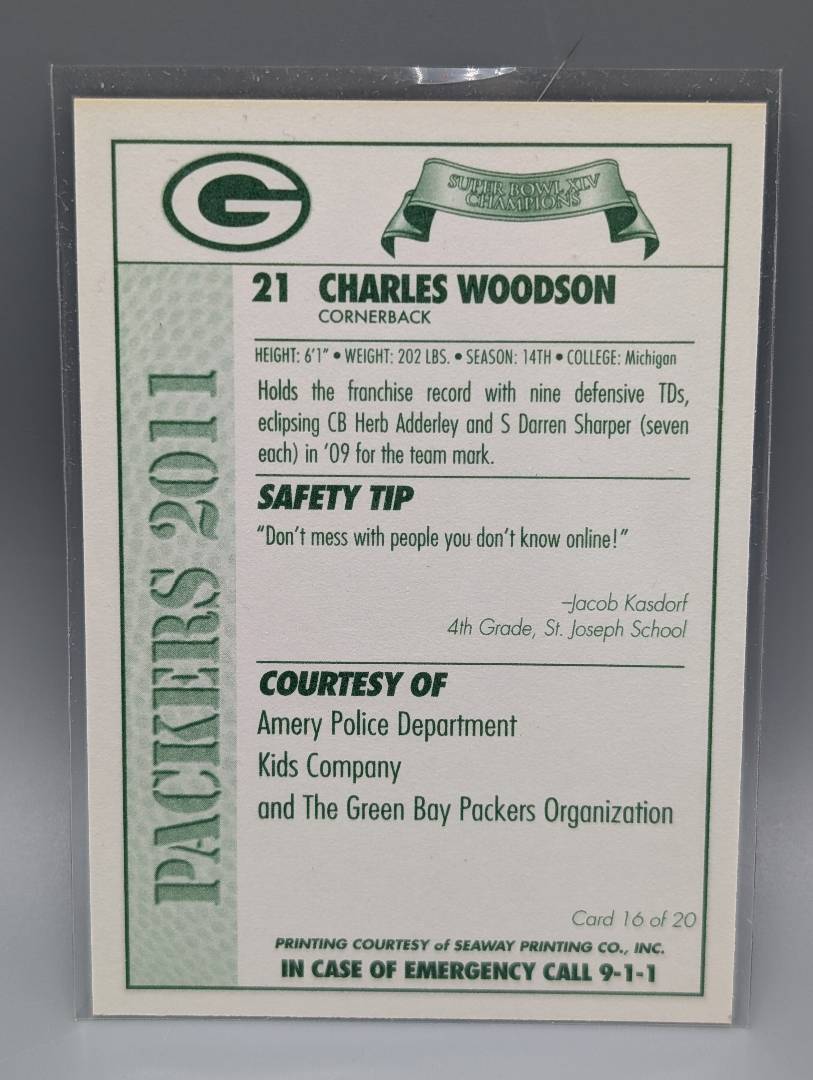 G
SUPER BOWL XLV
CHAMPIONS
21 CHARLES WOODSON
CORNERBACK
HEIGHT: 6'1" • WEIGHT: 202 LBS. • SEASON: 14TH • COLLEGE: Michigan
Holds the franchise record with nine defensive TDs,
eclipsing CB Herb Adderley and S Darren Sharper (seven
each) in '09 for the team mark.
SAFETY TIP
"Don't mess with people you don't know online!"
–Jacob Kasdorf
4th Grade, St. Joseph School
COURTESY OF
Amery Police Department
Kids Company
and The Green Bay Packers Organization
Card 16 of 20
PRINTING COURTESY of SEAWAY PRINTING CO., INC.
IN CASE OF EMERGENCY CALL 9-1-1
PACKERS 2011